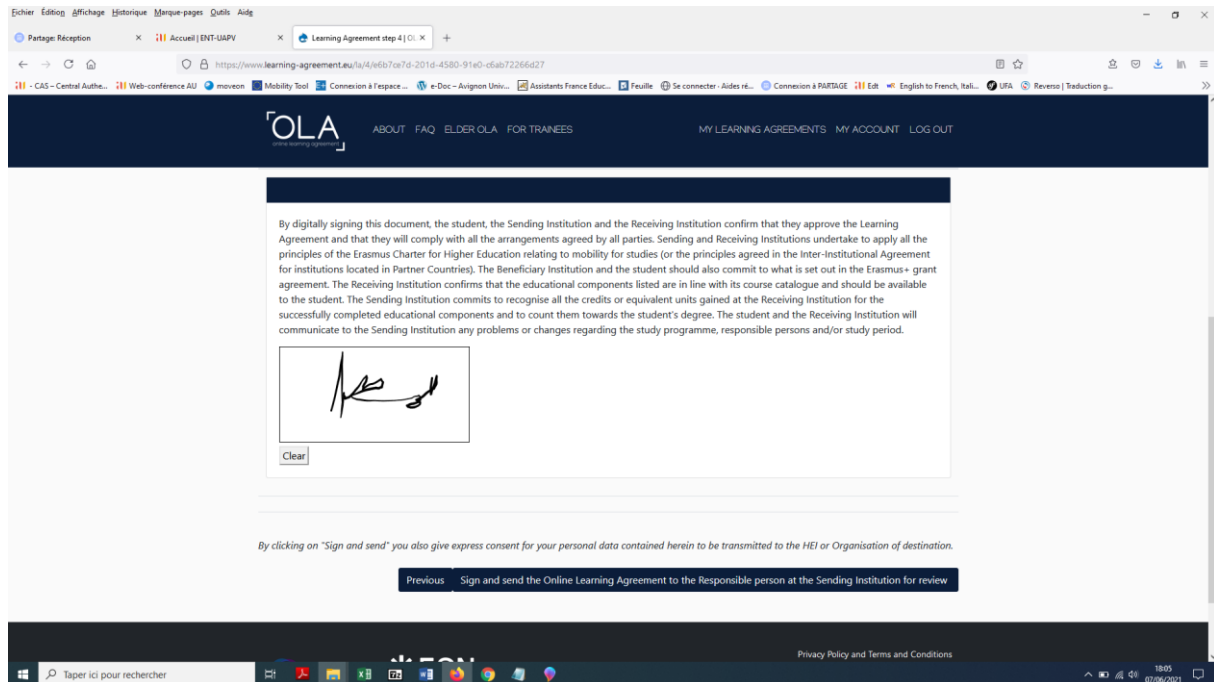 Fichier Édition Affichage Historique Marque-pages Outils Aide
Partage: Réception
Accueil | ENT-UAPV
Learning Agreement step 4 | OL
https://www.learning-agreement.eu/la/4/e6b7ce7d-201d-4580-91e0-c6ab72266d27
- CAS – Central Authe... Web-conférence AU moveon Mobility Tool Connexion à l'espace ... e-Doc – Avignon Univ... Assistants France Educ... Feuille Se connecter - Aides ré... Connexion à PARTAGE Edt English to French, Itali... UFA Reverso | Traduction g...
OLA
online learning agreement
ABOUT FAQ ELDER OLA FOR TRAINEES MY LEARNING AGREEMENTS MY ACCOUNT LOG OUT
By digitally signing this document, the student, the Sending Institution and the Receiving Institution confirm that they approve the Learning
Agreement and that they will comply with all the arrangements agreed by all parties. Sending and Receiving Institutions undertake to apply all the
principles of the Erasmus Charter for Higher Education relating to mobility for studies (or the principles agreed in the Inter-Institutional Agreement
for institutions located in Partner Countries). The Beneficiary Institution and the student should also commit to what is set out in the Erasmus+ grant
agreement. The Receiving Institution confirms that the educational components listed are in line with its course catalogue and should be available
to the student. The Sending Institution commits to recognise all the credits or equivalent units gained at the Receiving Institution for the
successfully completed educational components and to count them towards the student's degree. The student and the Receiving Institution will
communicate to the Sending Institution any problems or changes regarding the study programme, responsible persons and/or study period.
Clear
By clicking on "Sign and send" you also give express consent for your personal data contained herein to be transmitted to the HEI or Organisation of destination.
Previous Sign and send the Online Learning Agreement to the Responsible person at the Sending Institution for review
Privacy Policy and Terms and Conditions
Taper ici pour rechercher
18:05
07/06/2021